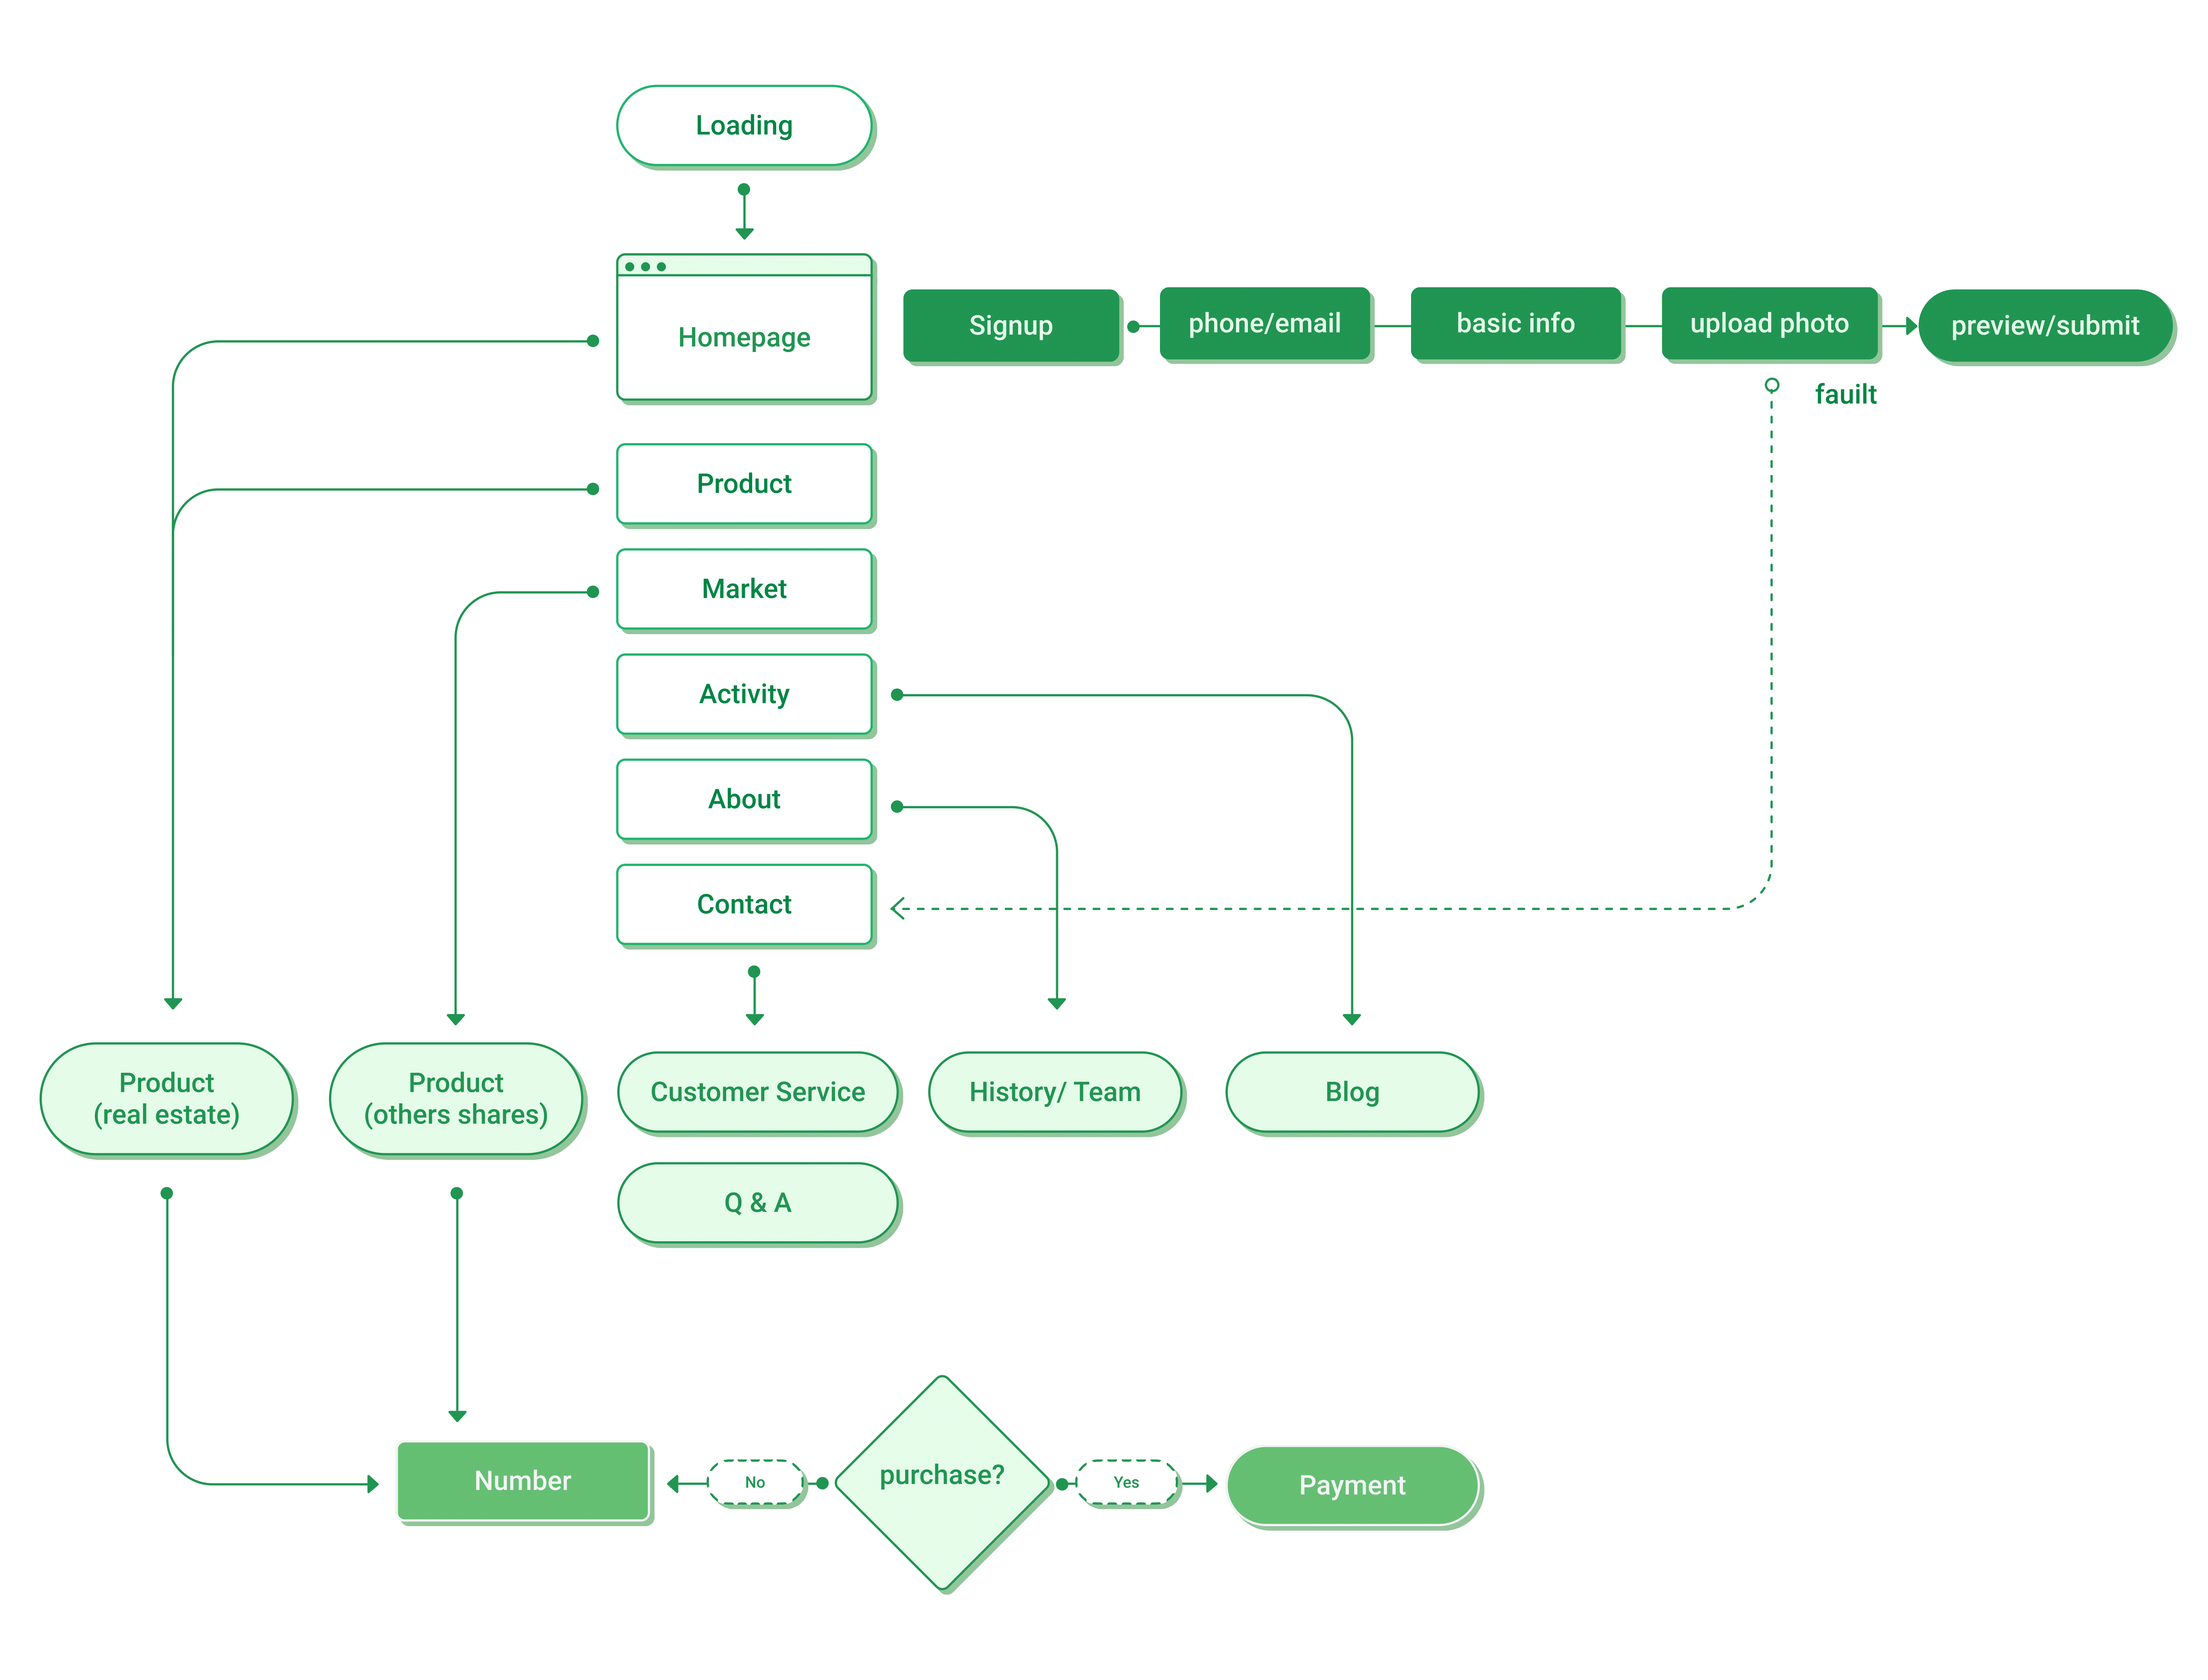 Loading
Homepage
Signup
phone/email
basic info
upload photo
preview/submit
fauilt
Product
Market
Activity
About
Contact
Product
(real estate)
Product
(others shares)
Customer Service
History/ Team
Blog
Q & A
Number
No
purchase?
Yes
Payment